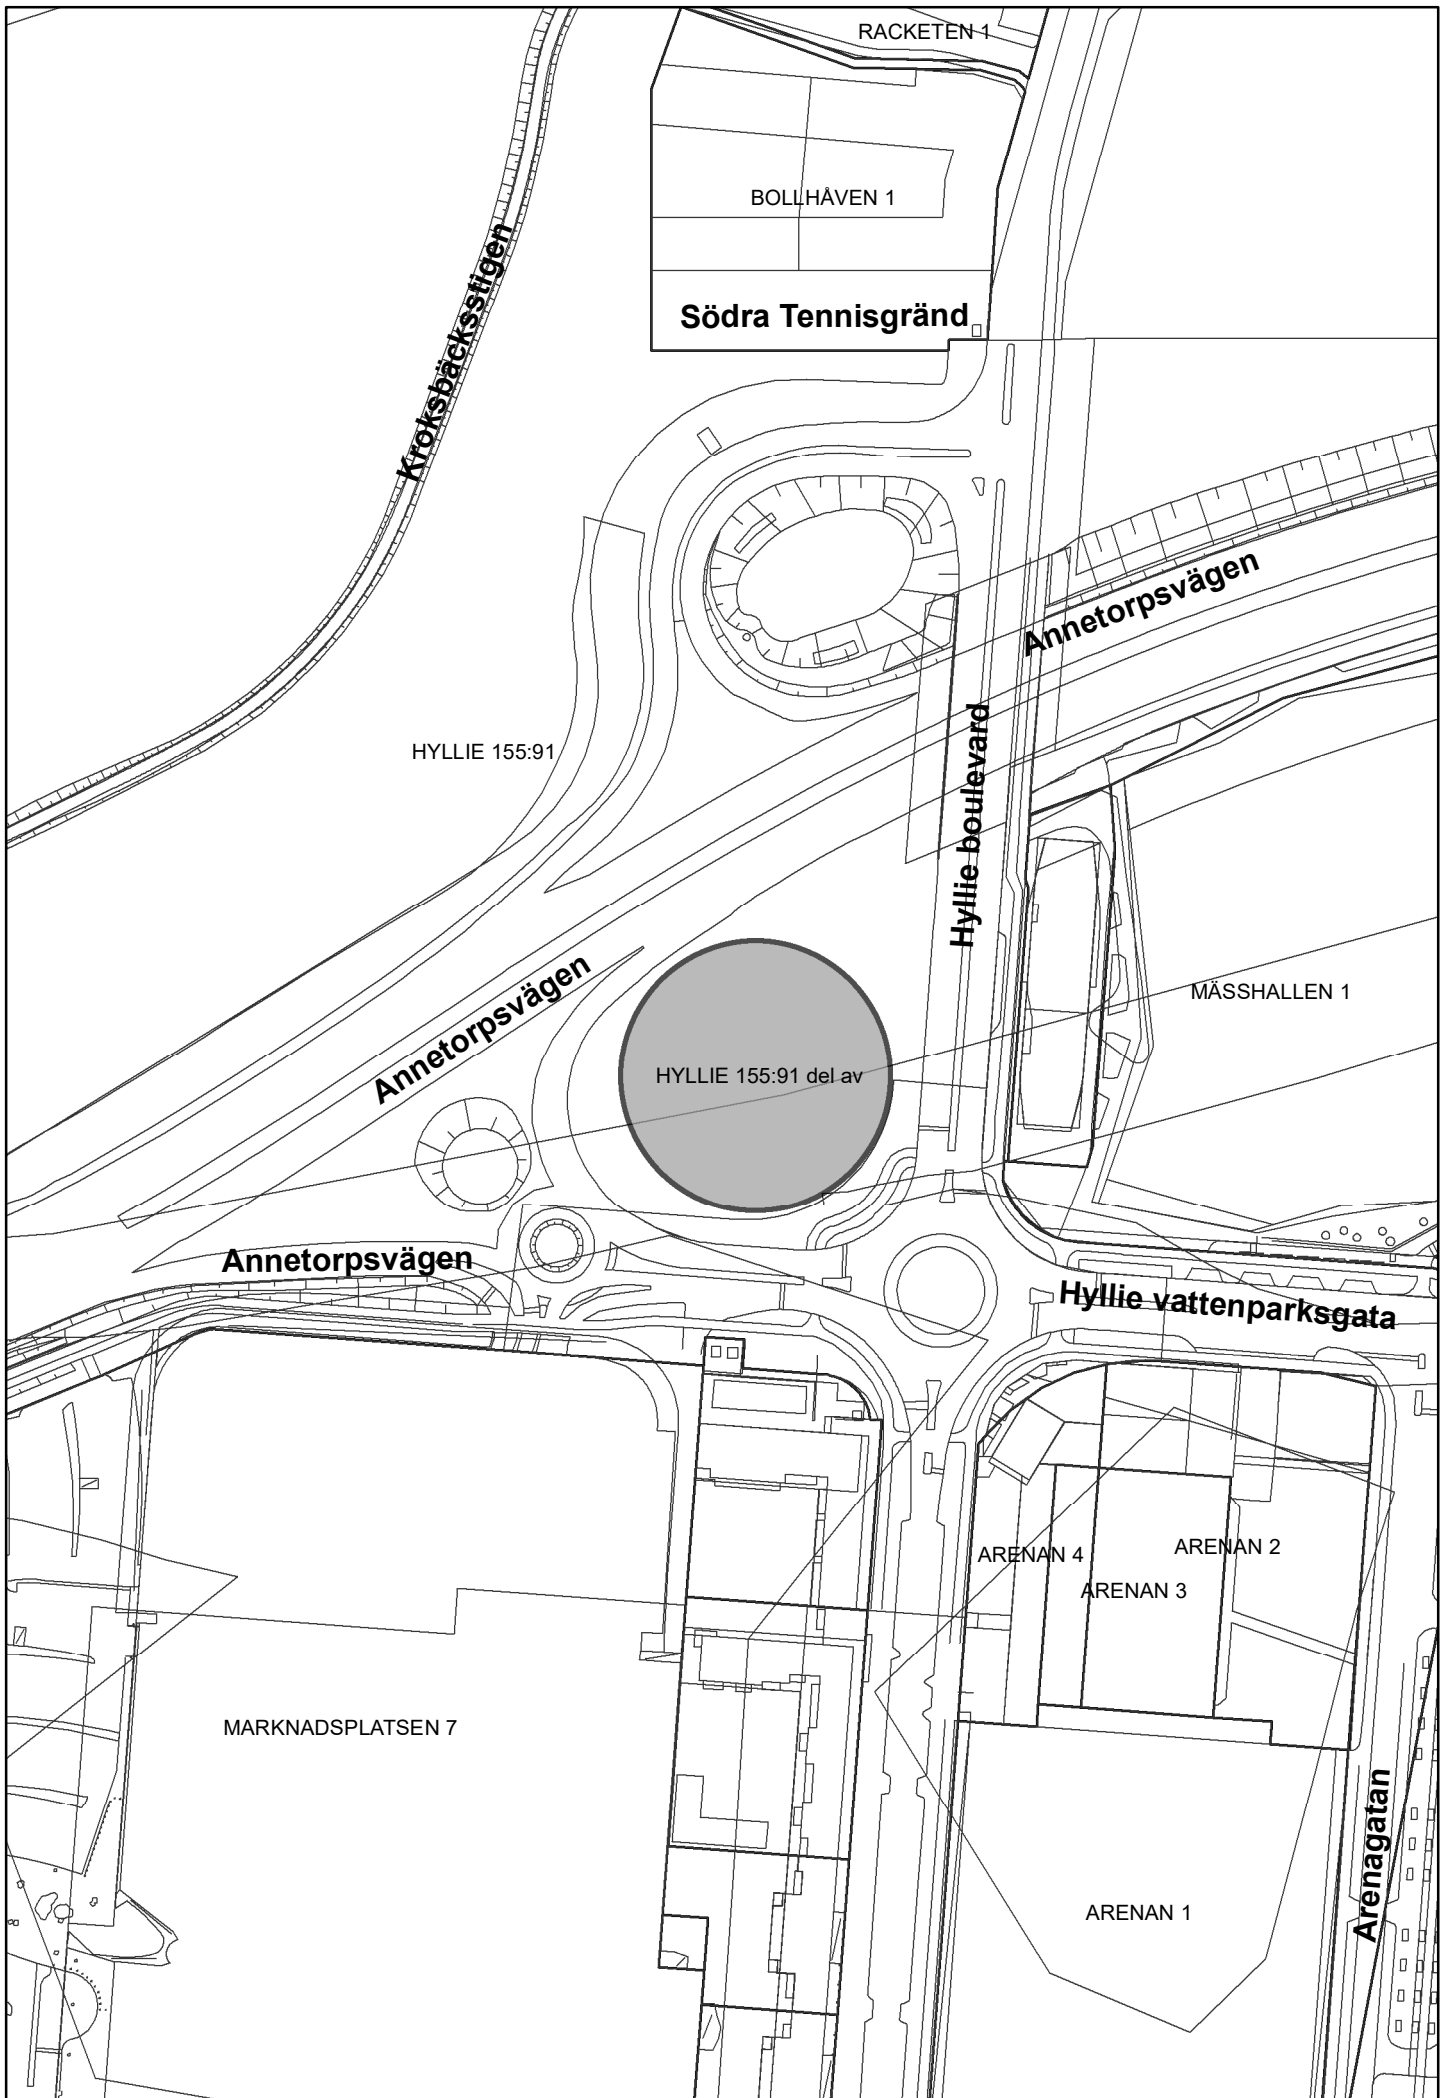 RACKETEN 1
BOLLHÅVEN 1
Södra Tennisgränd
Kroksbäcksstigen
Annetorpsvägen
HYLLIE 155:91
Hyllie boulevard
Annetorpsvägen
MÄSSHALLEN 1
HYLLIE 155:91 del av
Annetorpsvägen
Hyllie vattenparksgata
ARENAN 4
ARENAN 2
ARENAN 3
MARKNADSPLATSEN 7
Arenagatan
ARENAN 1